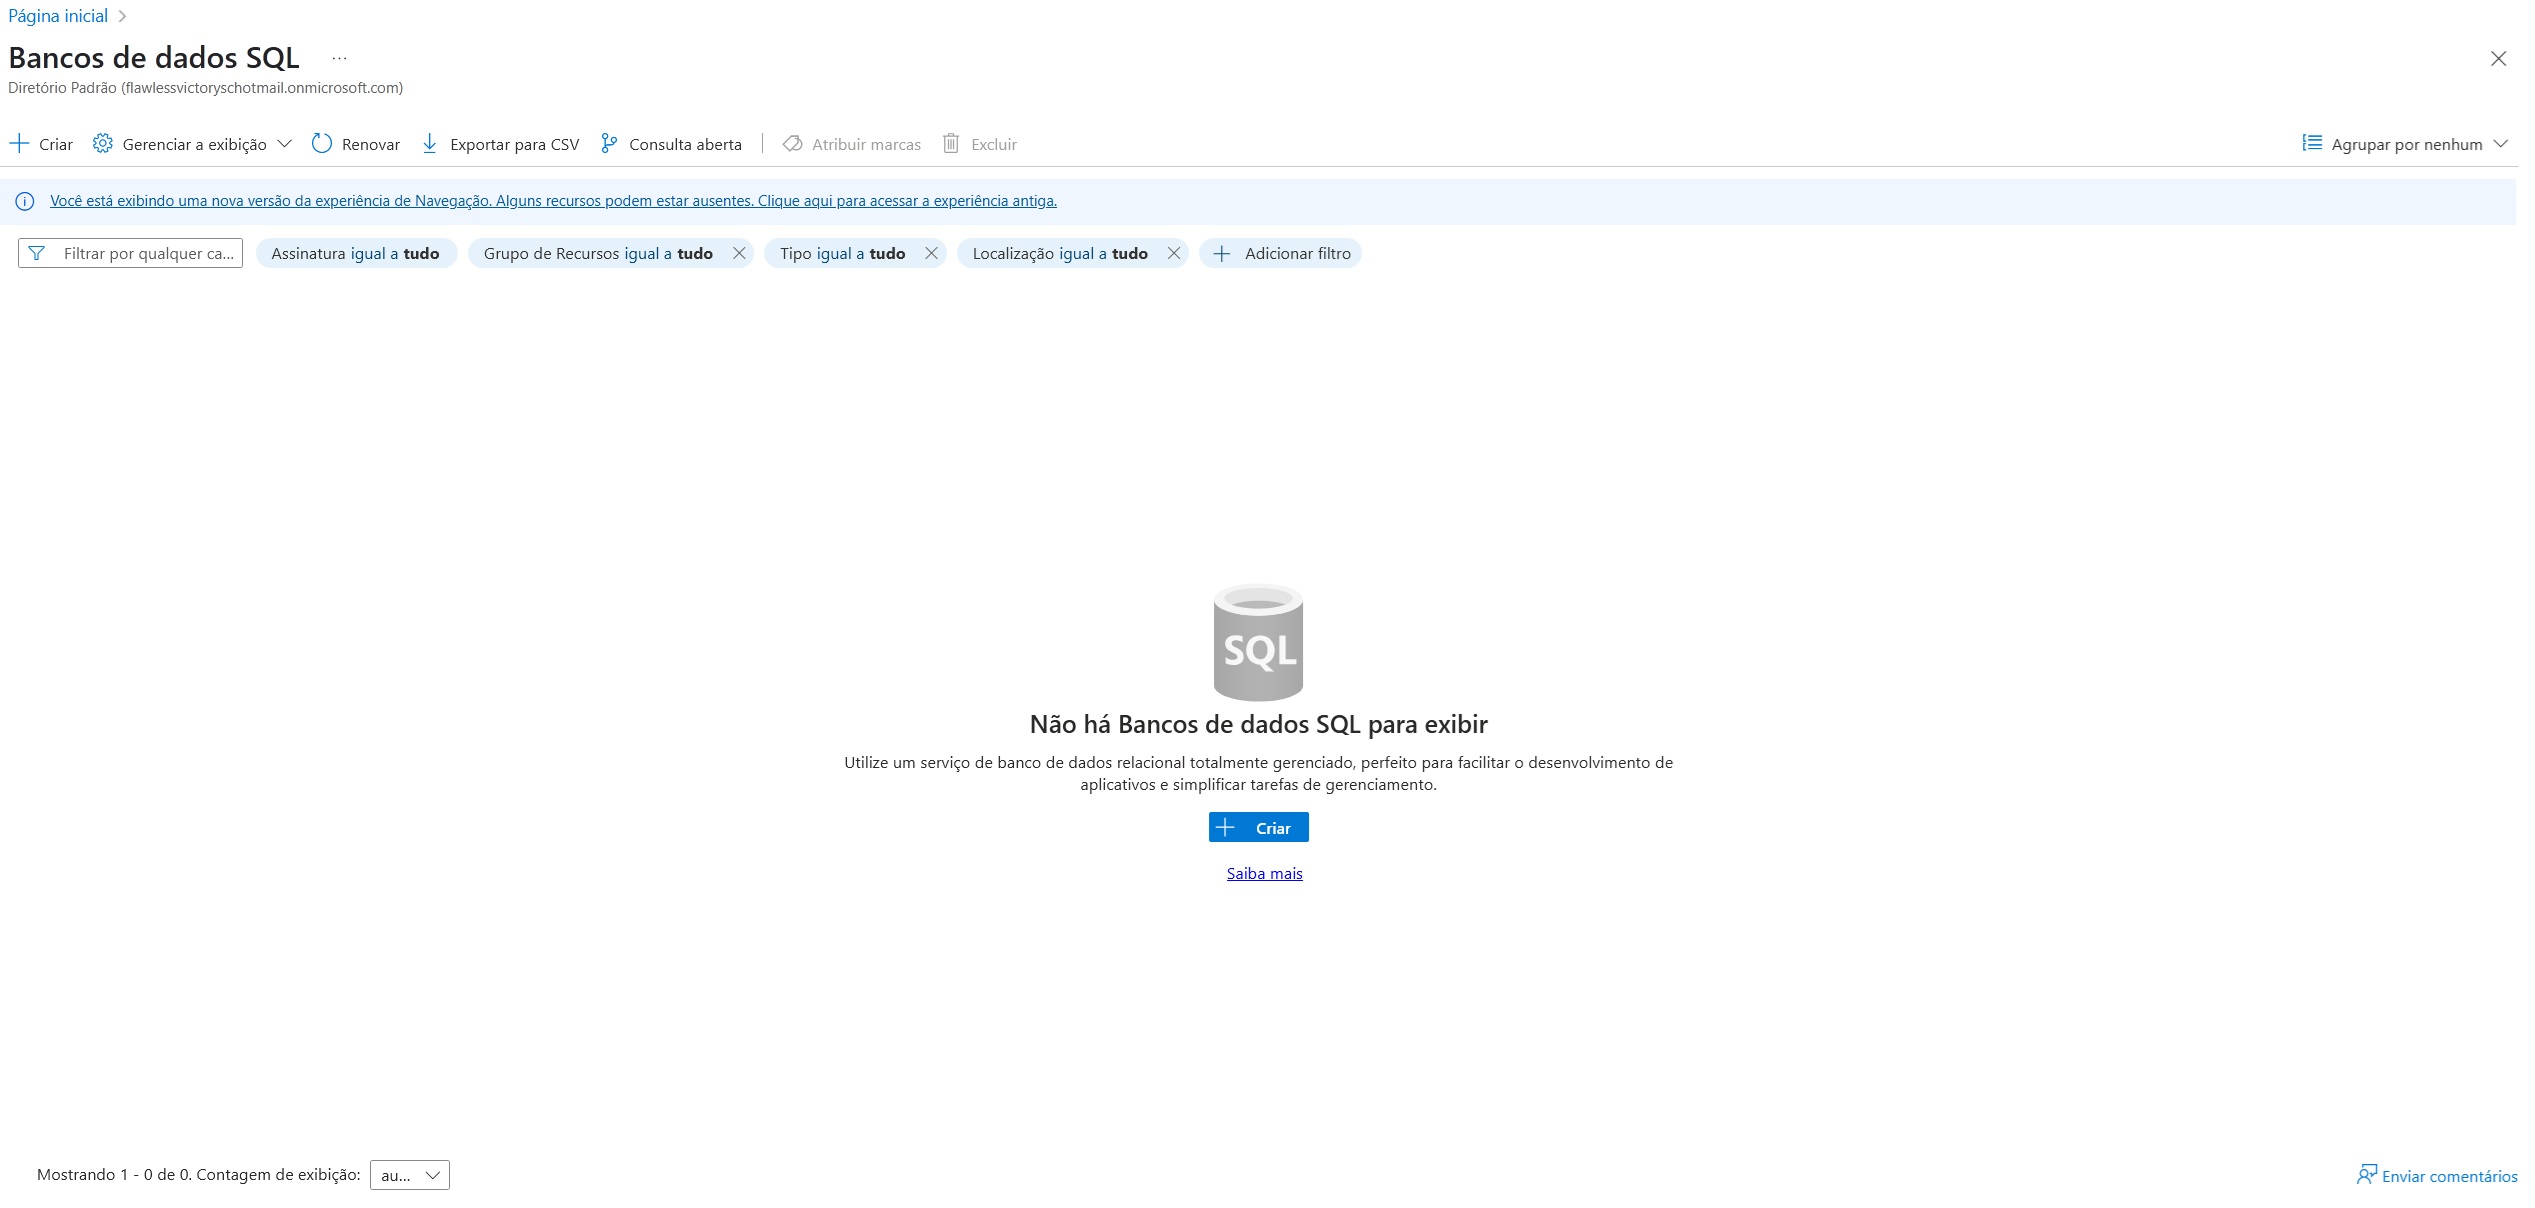 Página inicial
Bancos de dados SQL ...
Diretório Padrão (flawlessvictoryschotmail.onmicrosoft.com)
Criar Gerenciar a exibição Renovar Exportar para CSV Consulta aberta Atribuir marcas Excluir Agrupar por nenhum
Você está exibindo uma nova versão da experiência de Navegação. Alguns recursos podem estar ausentes. Clique aqui para acessar a experiência antiga.
Filtrar por qualquer ca... Assinatura igual a tudo Grupo de Recursos igual a tudo Tipo igual a tudo Localização igual a tudo Adicionar filtro
SQL
Não há Bancos de dados SQL para exibir
Utilize um serviço de banco de dados relacional totalmente gerenciado, perfeito para facilitar o desenvolvimento de
aplicativos e simplificar tarefas de gerenciamento.
Criar
Saiba mais
Mostrando 1 - 0 de 0. Contagem de exibição: au... Enviar comentários